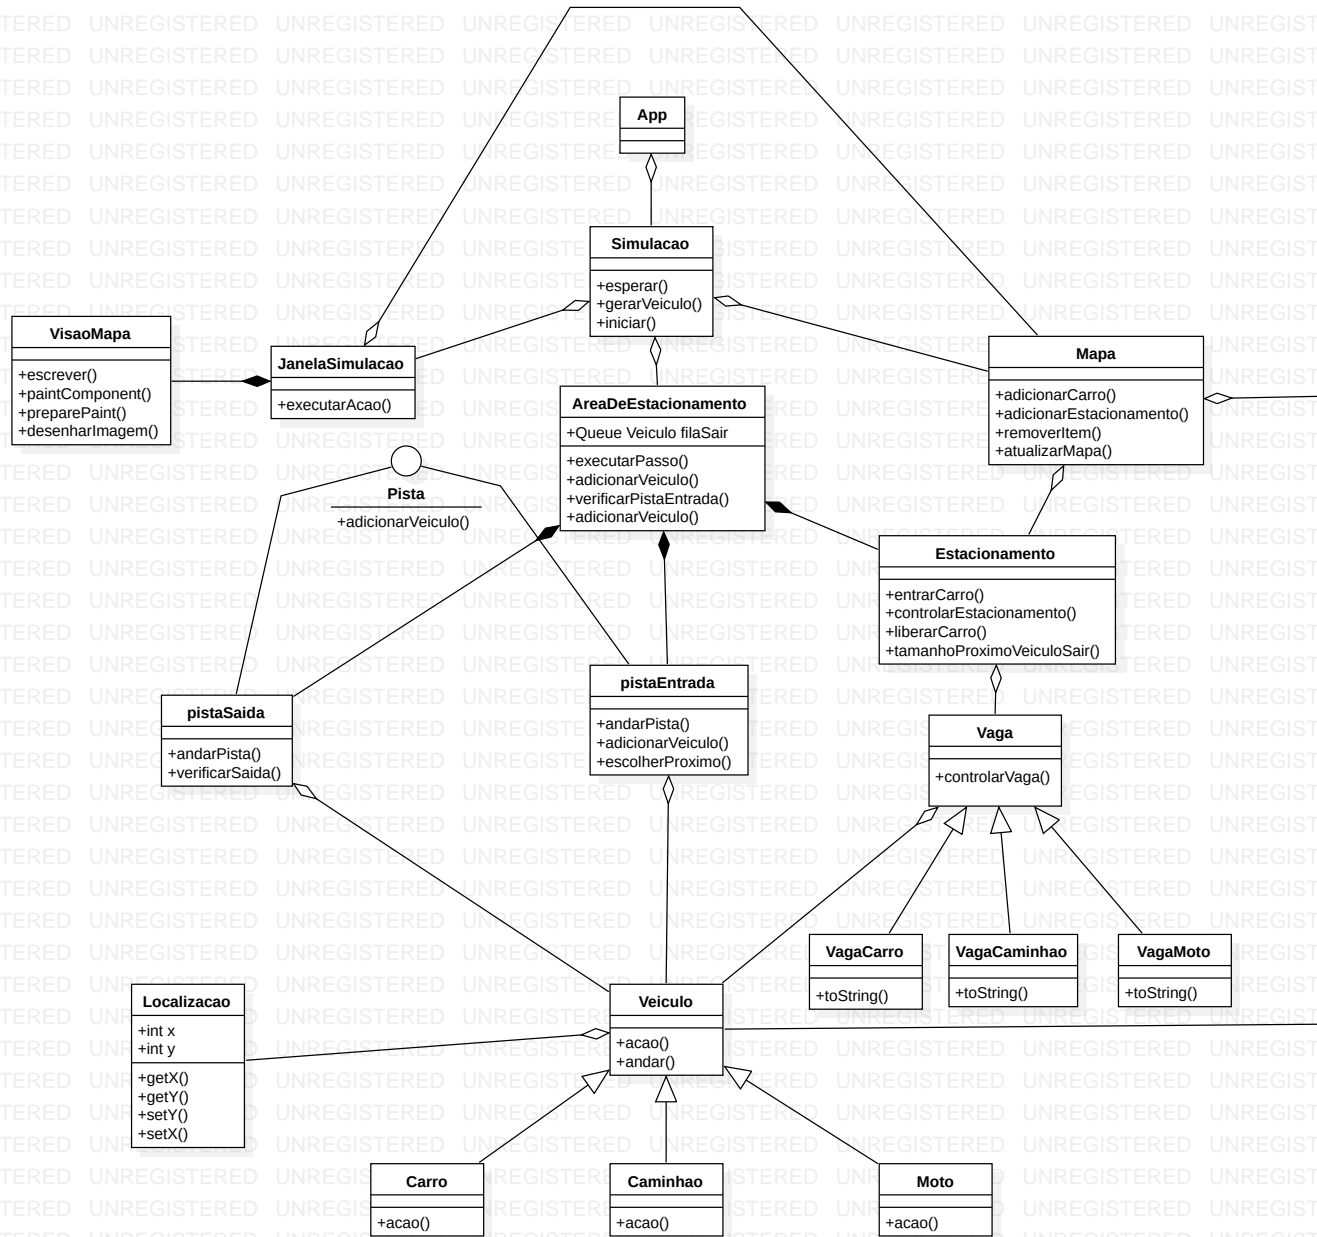 App
Simulacao
+esperar()
+gerarVeiculo()
+iniciar()
VisaoMapa
+escrever()
+paintComponent()
+preparePaint()
+desenharImagem()
JanelaSimulacao
+executarAcao()
Mapa
+adicionarCarro()
+adicionarEstacionamento()
+removerItem()
+atualizarMapa()
AreaDeEstacionamento
+Queue Veiculo filaSair
+executarPasso()
+adicionarVeiculo()
+verificarPistaEntrada()
+adicionarVeiculo()
Pista
+adicionarVeiculo()
Estacionamento
+entrarCarro()
+controlarEstacionamento()
+liberarCarro()
+tamanhoProximoVeiculoSair()
pistaSaida
+andarPista()
+verificarSaida()
pistaEntrada
+andarPista()
+adicionarVeiculo()
+escolherProximo()
Vaga
+controlarVaga()
VagaCarro
+toString()
VagaCaminhao
+toString()
VagaMoto
+toString()
Localizacao
+int x
+int y
+getX()
+getY()
+setY()
+setX()
Veiculo
+acao()
+andar()
Carro
+acao()
Caminhao
+acao()
Moto
+acao()
UNREGISTERED